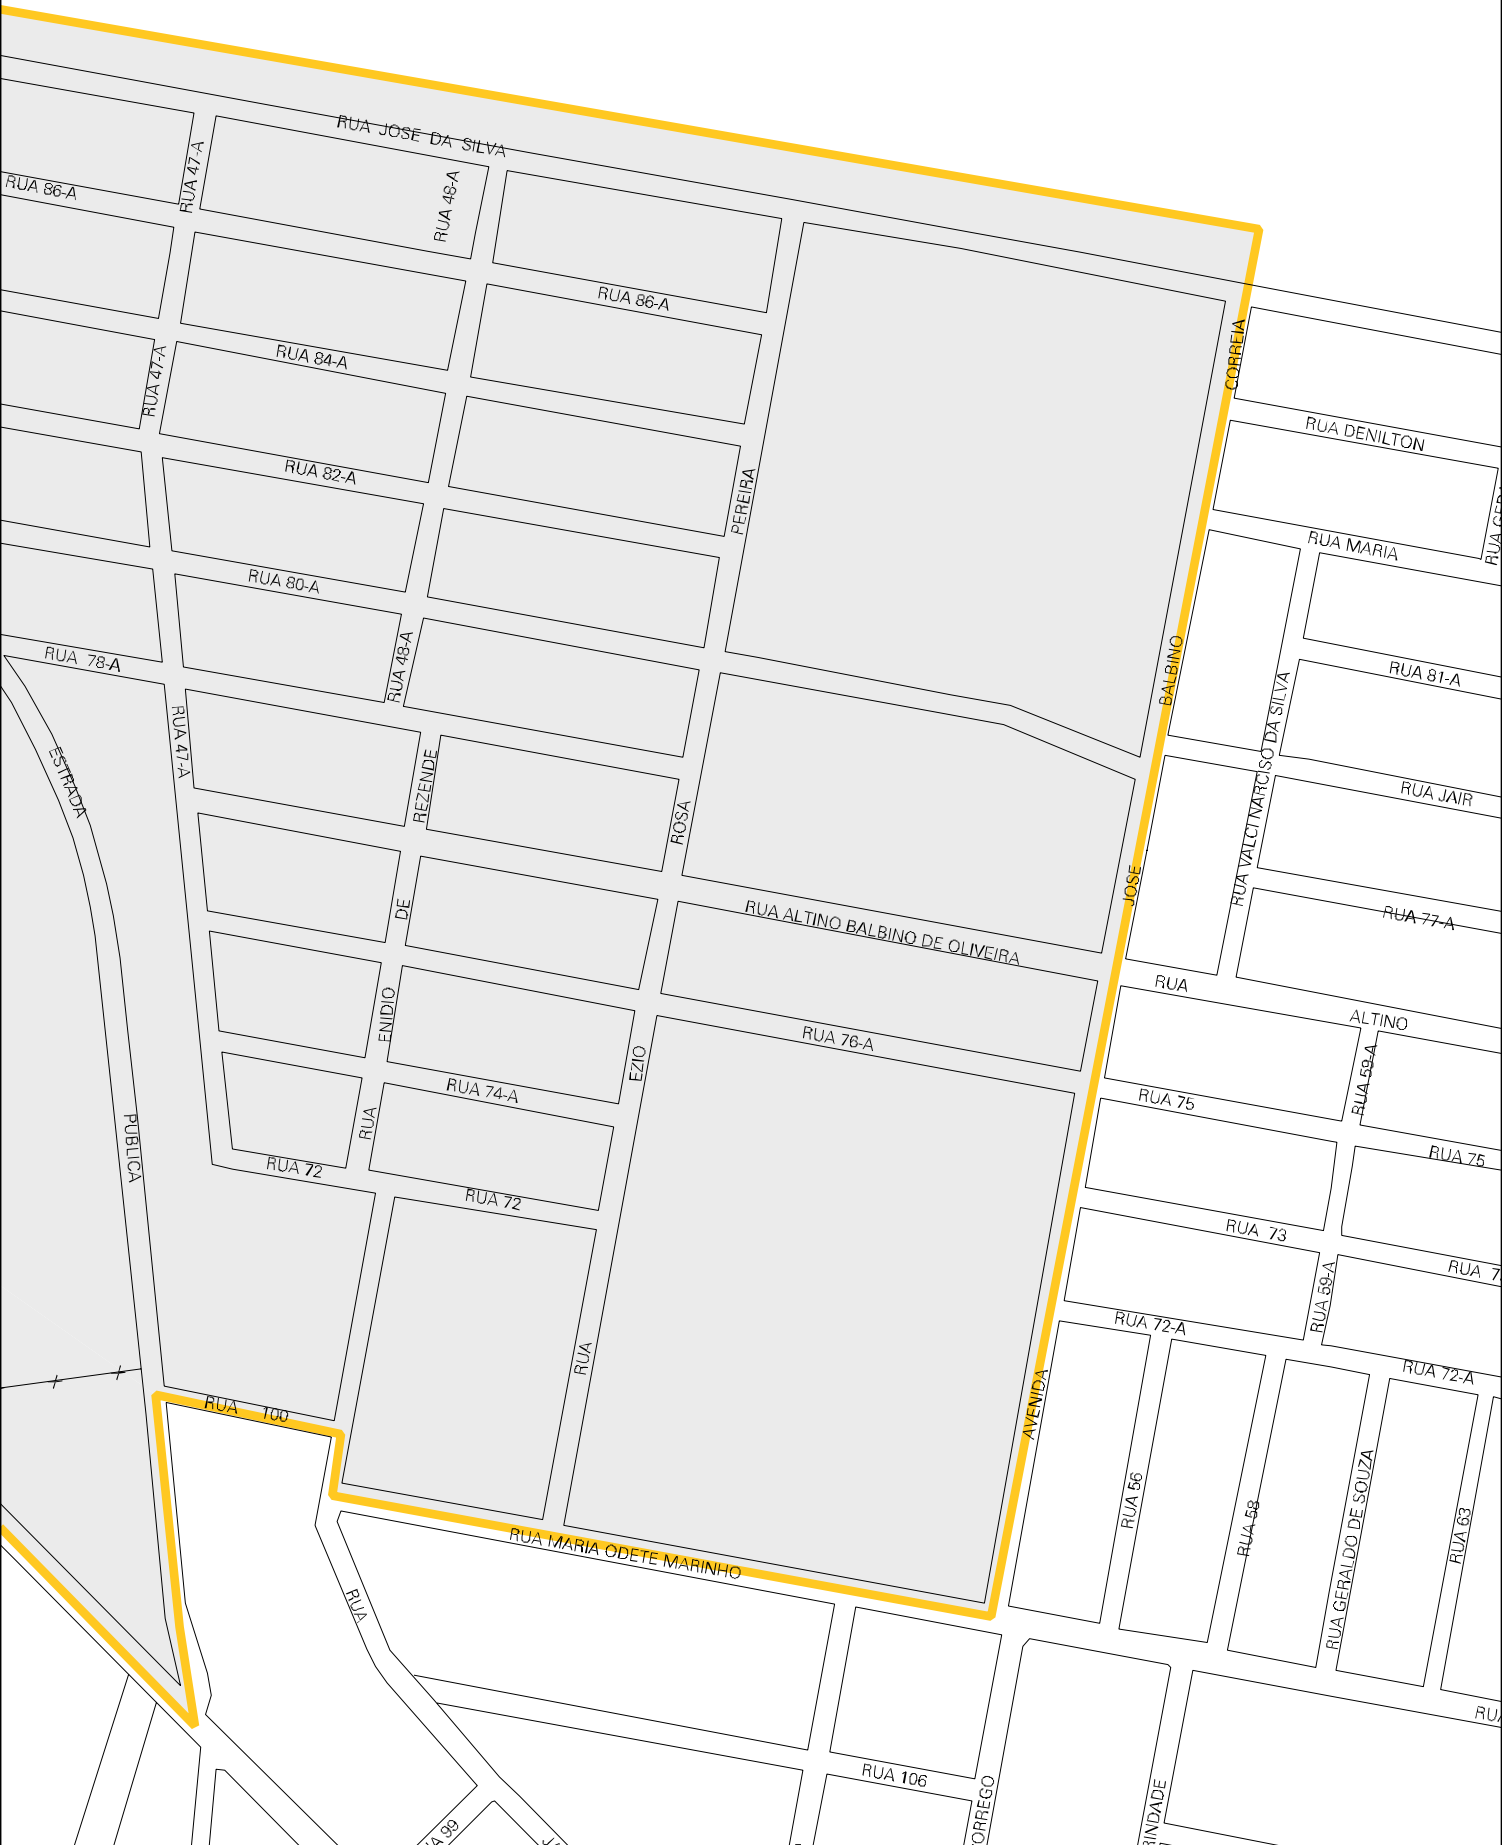 RUA JOSE DA SILVA
RUA 47-A
RUA 48-A
RUA 86-A
RUA 86-A
CORREIA
RUA 84-A
RUA 47-A
RUA DENILTON
RUA 82-A
PEREIRA
RUA MARIA
RUA 80-A
RUA 48-A
BALBINO
RUA 78-A
RUA 81-A
RUA 47-A
RUA VALCI NARCISO DA SILVA
ESTRADA
REZENDE
RUA JAIR
ROSA
JOSE
DE
RUA ALTINO BALBINO DE OLIVEIRA
RUA 77-A
RUA
ENIDIO
ALTINO
RUA 76-A
EZIO
RUA 59-A
RUA 74-A
RUA 75
RUA
PUBLICA
RUA 75
RUA 72
RUA 72
RUA 73
RUA
RUA 59-A
RUA 72-A
RUA
RUA 72-A
RUA 100
AVENIDA
RUA 56
RUA 58
RUA GERALDO DE SOUZA
RUA 63
RUA MARIA ODETE MARINHO
RUA
RUA 106